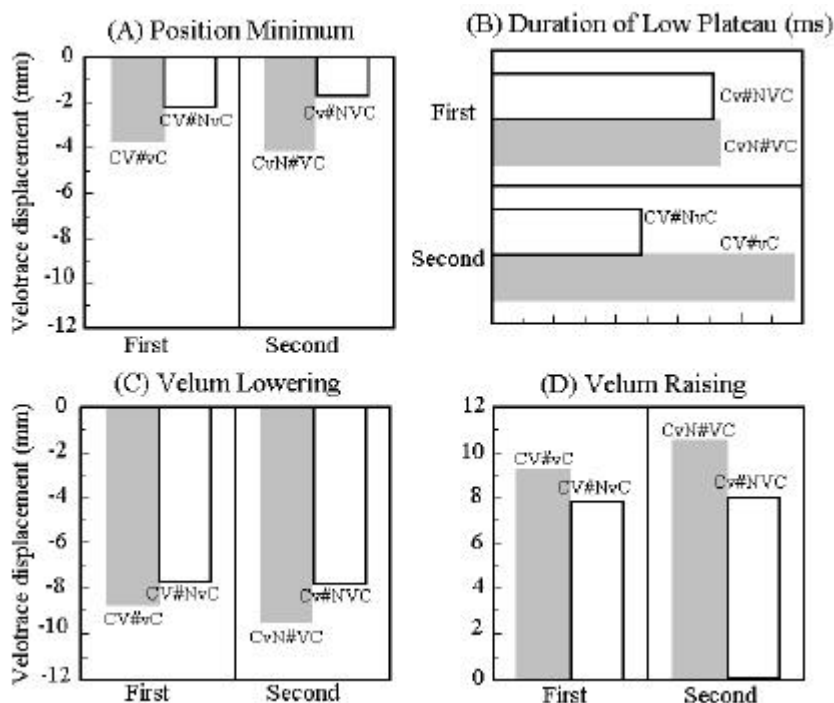 (A) Position Minimum
Velotrace displacement (mm)
0
-2
-4
-6
-8
-10
-12
CV#vC
CV#NvC
CvN#VC
Cv#NVC
First
Second
(B) Duration of Low Plateau (ms)
First
Second
Cv#NVC
CvN#VC
CV#NvC
CV#vC
(C) Velum Lowering
Velotrace displacement (mm)
0
-2
-4
-6
-8
-10
-12
CV#vC
CV#NvC
CvN#VC
Cv#NVC
First
Second
(D) Velum Raising
12
10
8
6
4
2
0
CV#vC
CV#NvC
CvN#VC
Cv#NVC
First
Second